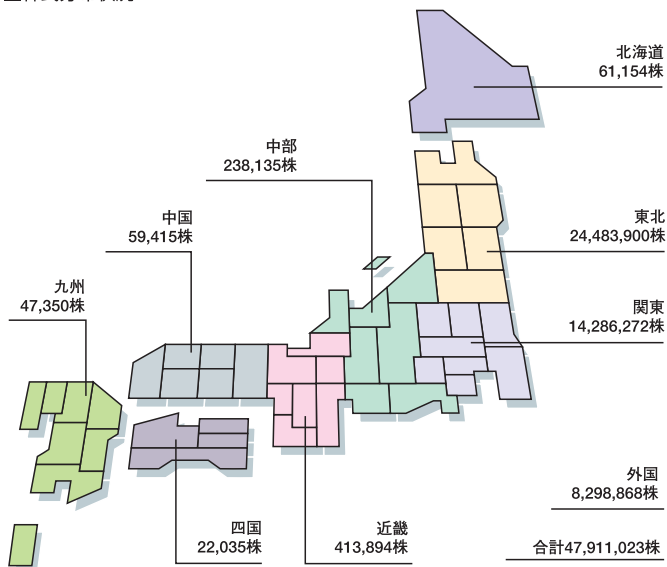 北海道
61,154株
中部
238,135株
中国
59,415株
東北
24,483,900株
九州
47,350株
関東
14,286,272株
外国
8,298,868株
四国
22,035株
近畿
413,894株
合計47,911,023株